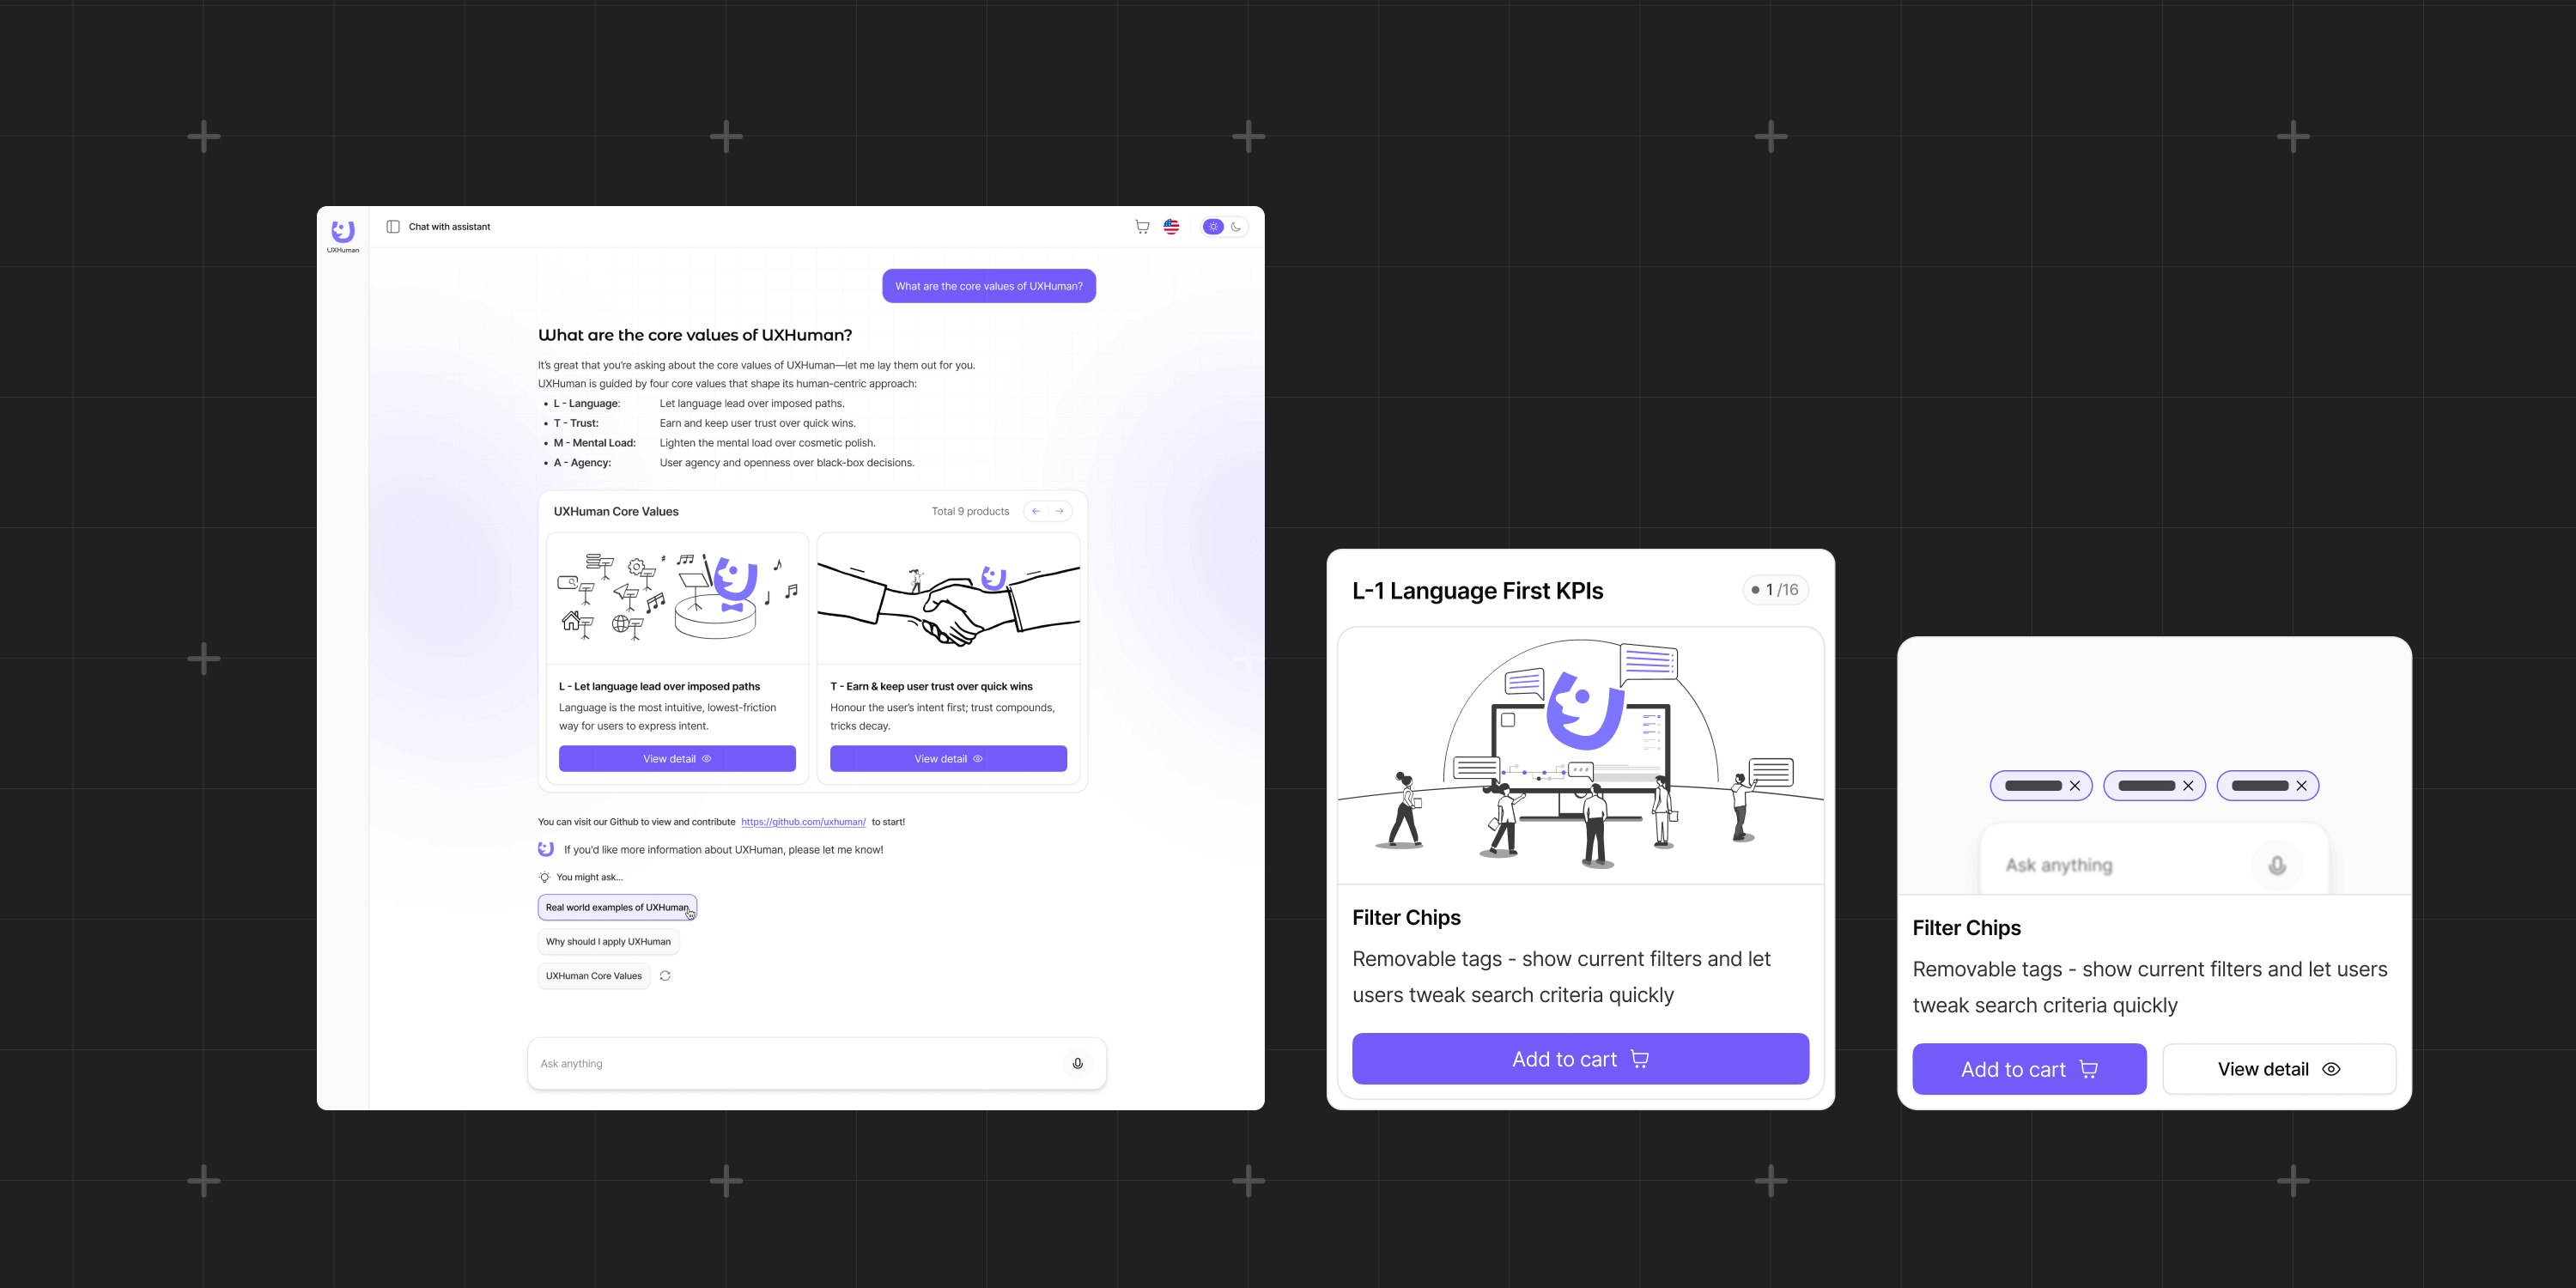 UXHuman
Chat with assistant
What are the core values of UXHuman?
What are the core values of UXHuman?
It's great that you're asking about the core values of UXHuman—let me lay them out for you.
UXHuman is guided by four core values that shape its human-centric approach:
• L - Language: Let language lead over imposed paths.
• T - Trust: Earn and keep user trust over quick wins.
• M - Mental Load: Lighten the mental load over cosmetic polish.
• A - Agency: User agency and openness over black-box decisions.
UXHuman Core Values
Total 9 products
L - Let language lead over imposed paths
Language is the most intuitive, lowest-friction
way for users to express intent.
View detail
T - Earn & keep user trust over quick wins
Honour the user's intent first; trust compounds,
tricks decay.
View detail
You can visit our Github to view and contribute https://github.com/uxhuman/ to start!
If you'd like more information about UXHuman, please let me know!
You might ask...
Real world examples of UXHuman
Why should I apply UXHuman
UXHuman Core Values
Ask anything
L-1 Language First KPIs
1 /16
Filter Chips
Removable tags - show current filters and let
users tweak search criteria quickly
Add to cart
Ask anything
Filter Chips
Removable tags - show current filters and let users
tweak search criteria quickly
Add to cart
View detail